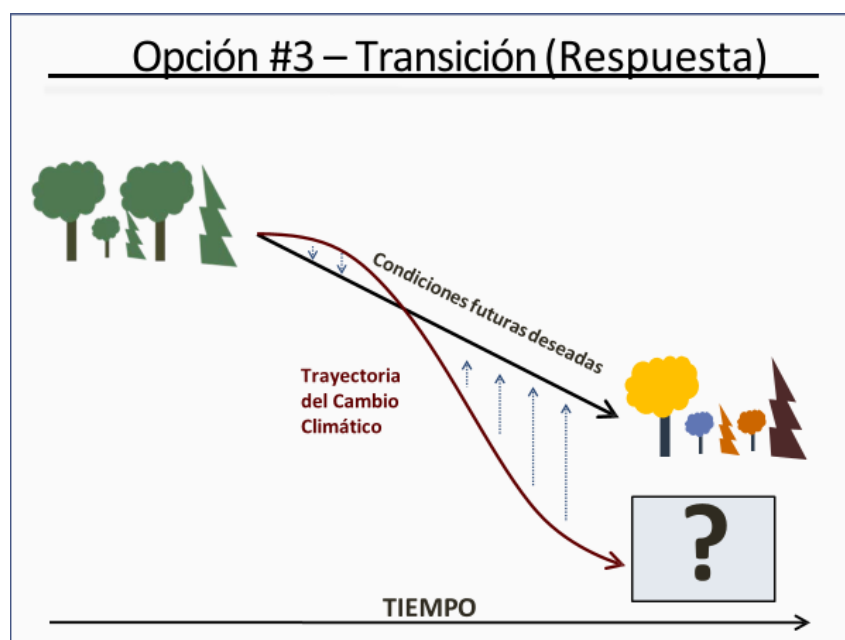 Opción #3 – Transición (Respuesta)
Condiciones futuras deseadas
Trayectoria
del Cambio
Climático
?
TIEMPO